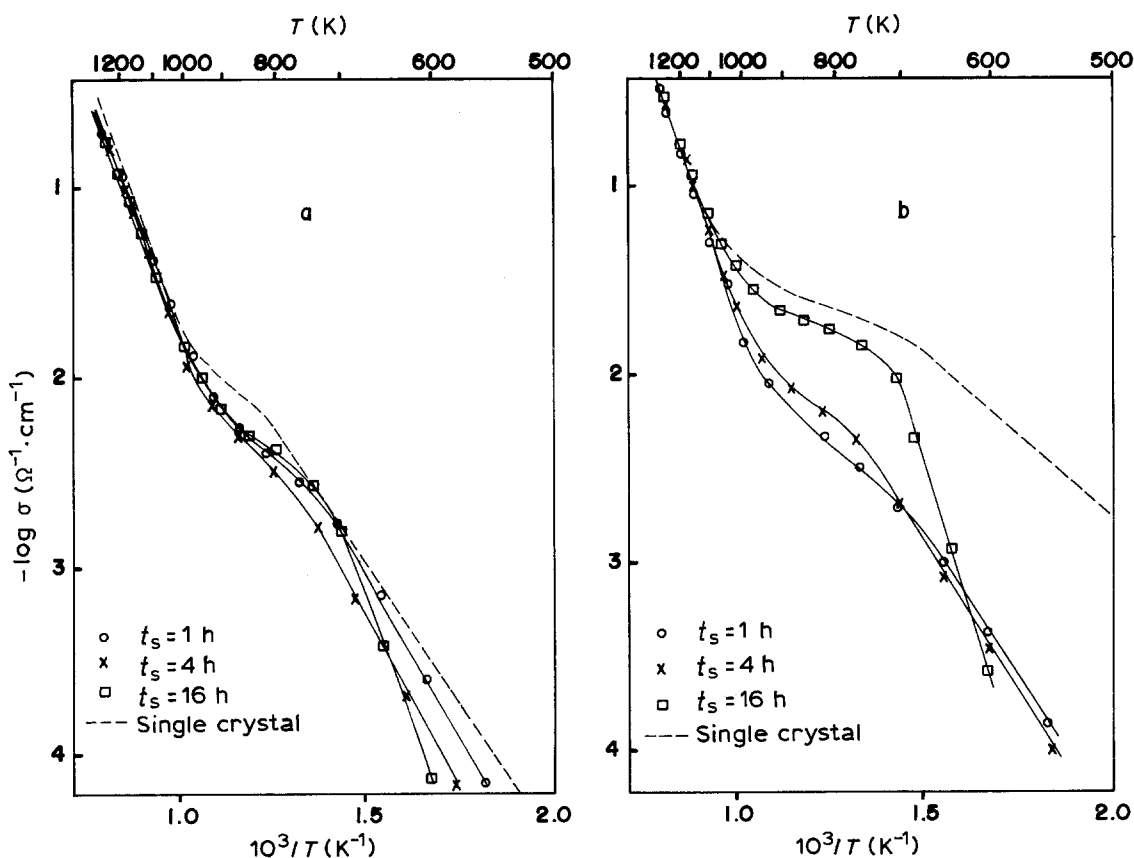 T (K)
1200 1000 800 600 500
a
1
2
3
4
-log σ (Ω⁻¹·cm⁻¹)
o tₛ = 1 h
x tₛ = 4 h
□ tₛ = 16 h
--- Single crystal
1.0 1.5 2.0
10³/T (K⁻¹)
T (K)
1200 1000 800 600 500
b
1
2
3
4
o tₛ = 1 h
x tₛ = 4 h
□ tₛ = 16 h
--- Single crystal
1.0 1.5 2.0
10³/T (K⁻¹)